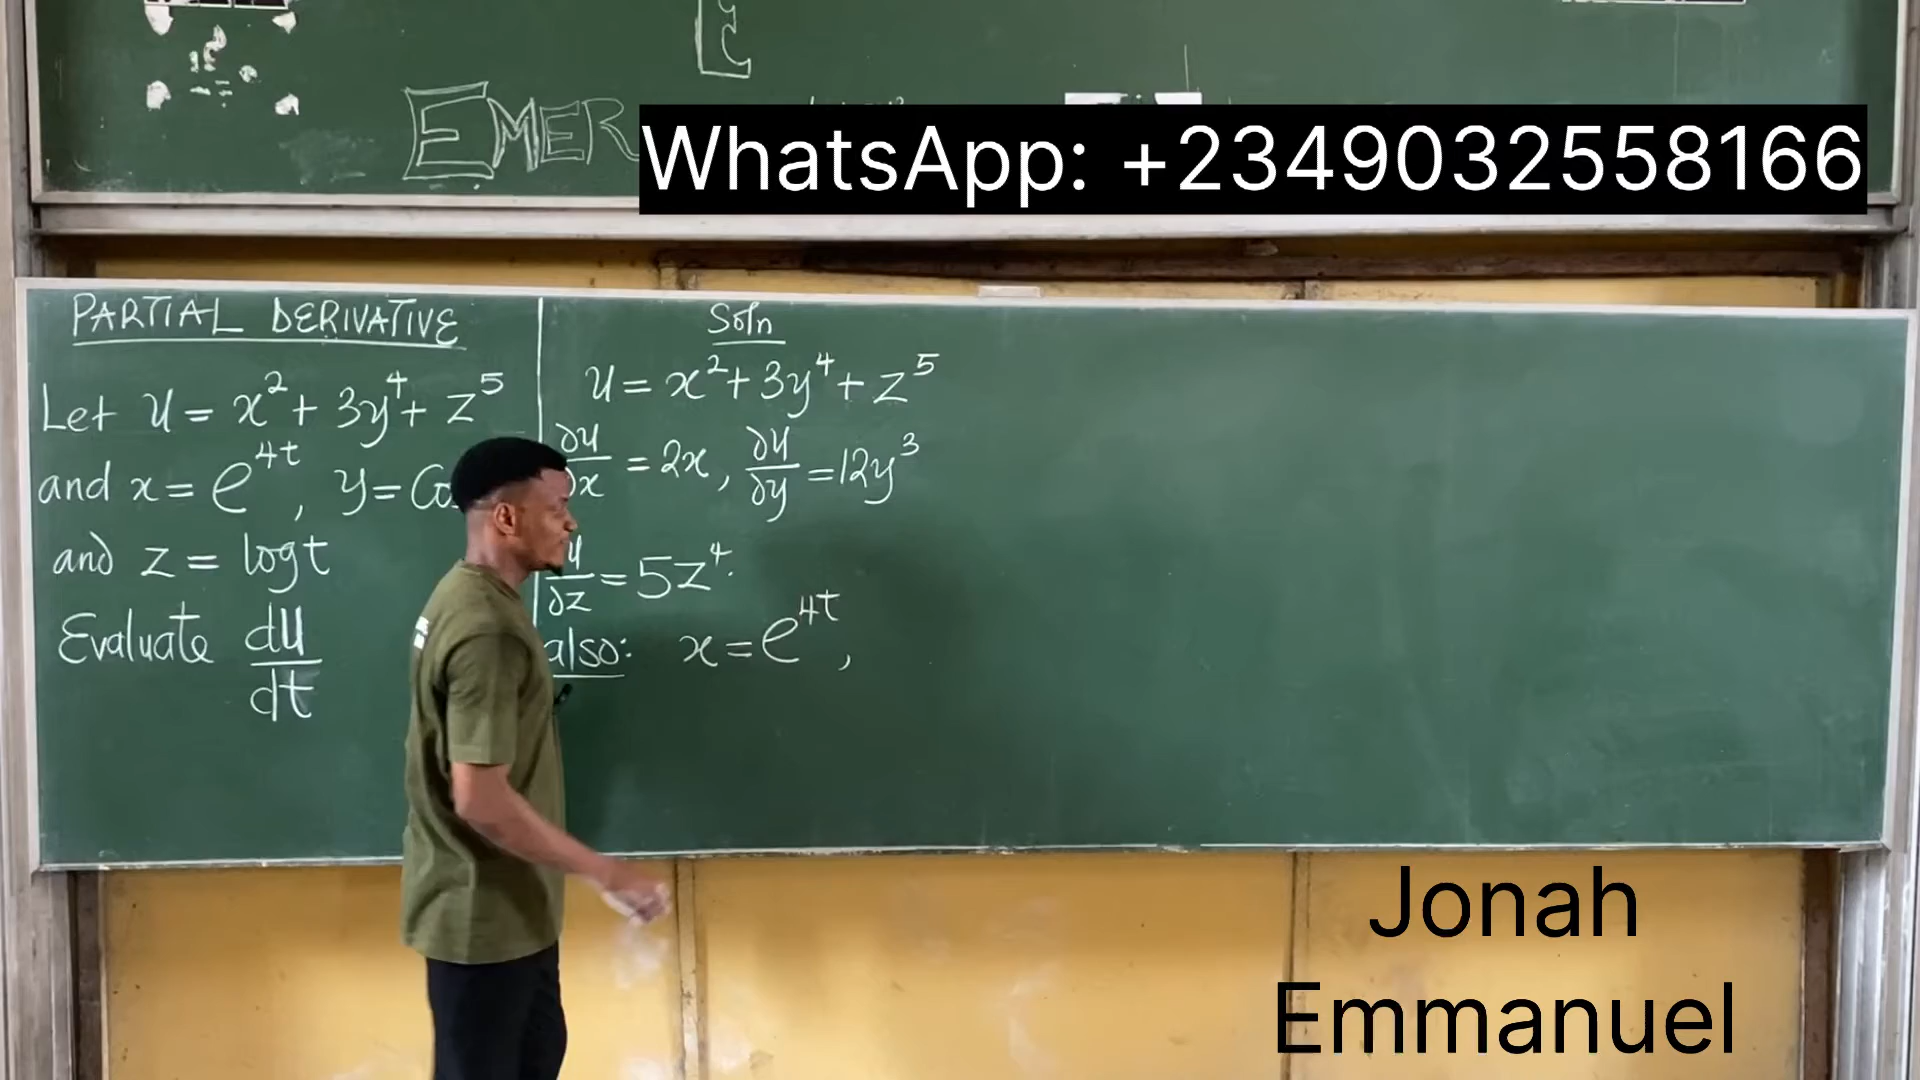 EMER
WhatsApp: +2349032558166
PARTIAL DERIVATIVE
Let u = x² + 3y⁴ + z⁵
and x = e^4t, y =
and z = logt
Evaluate du/dt
Soln
u = x² + 3y⁴ + z⁵
∂u/∂x = 2x, ∂u/∂y = 12y³
/∂z = 5z⁴.
also: x = e^4t,
Jonah
Emmanuel